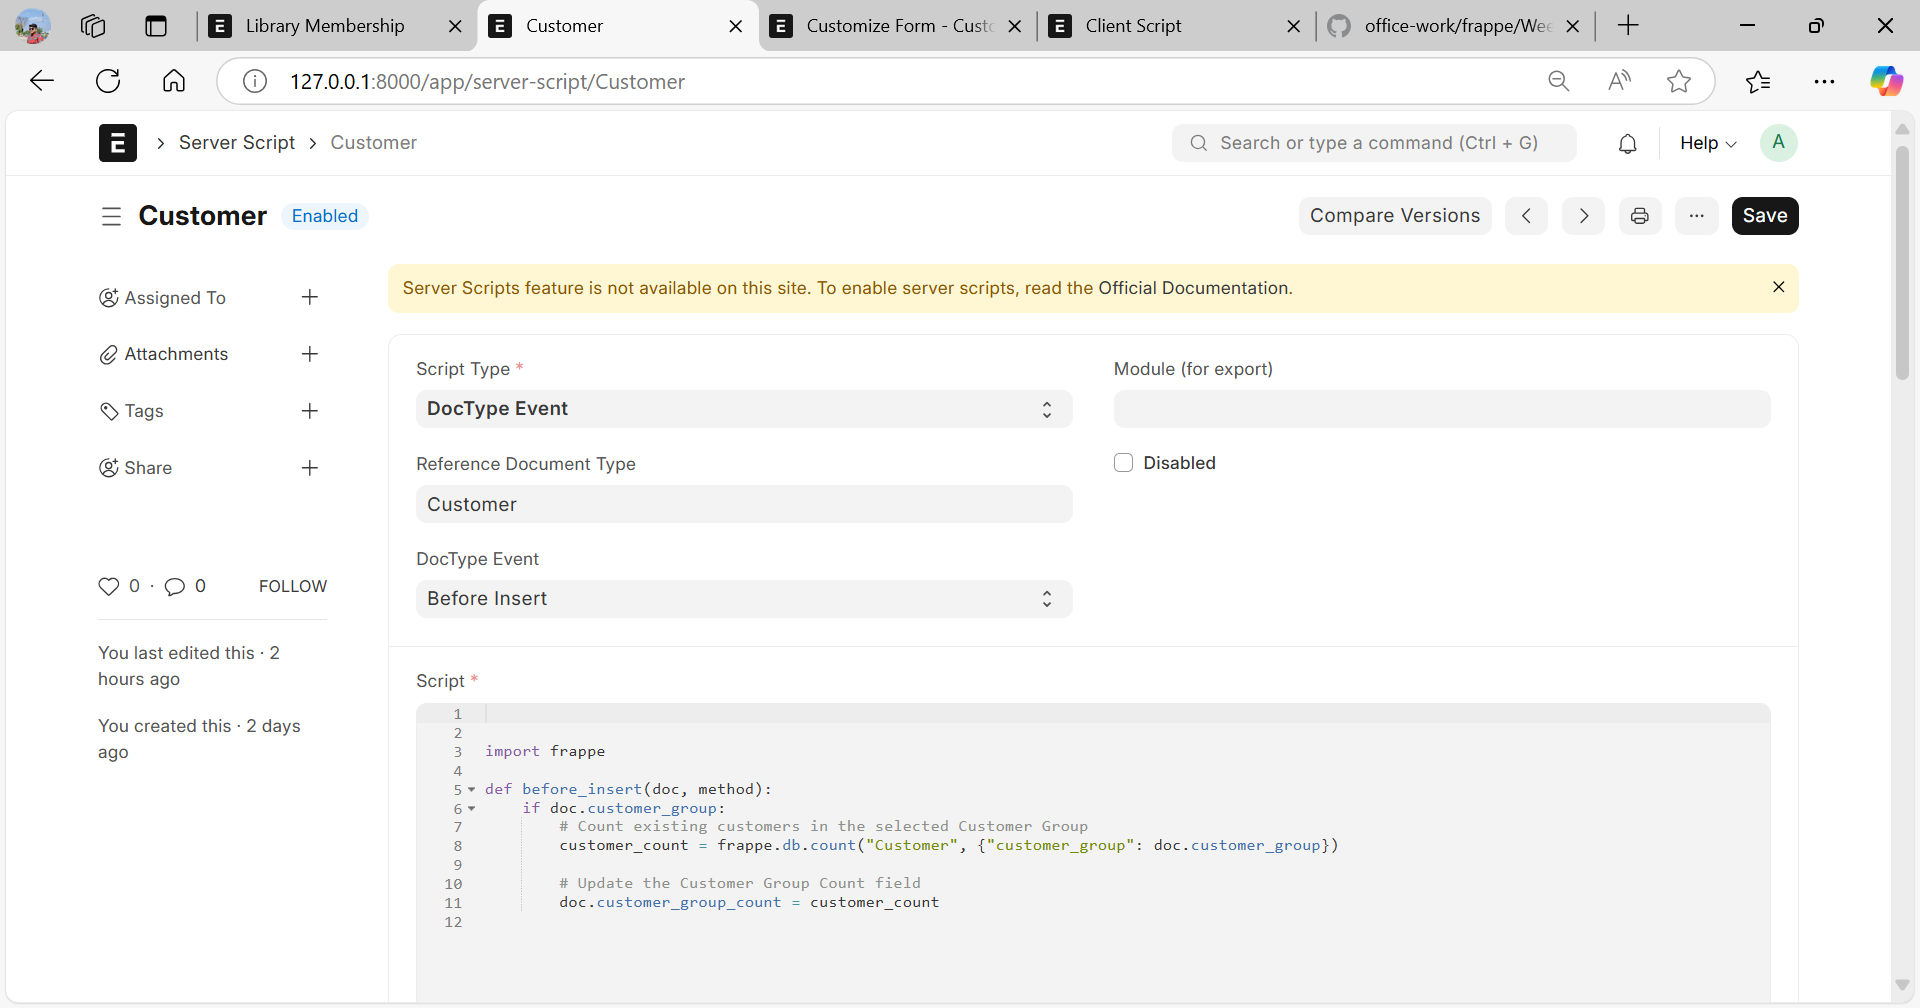 Library Membership
Customer
Customize Form - Custo
Client Script
office-work/frappe/Wee
127.0.0.1:8000/app/server-script/Customer
Server Script
Customer
Search or type a command (Ctrl + G)
Help
A
Customer
Enabled
Compare Versions
Save
Assigned To
Attachments
Tags
Share
0 · 0
FOLLOW
You last edited this · 2
hours ago
You created this · 2 days
ago
Server Scripts feature is not available on this site. To enable server scripts, read the Official Documentation.
Script Type *
DocType Event
Module (for export)
Reference Document Type
Customer
Disabled
DocType Event
Before Insert
Script *
1
2
3 import frappe
4
5 def before_insert(doc, method):
6 if doc.customer_group:
7 # Count existing customers in the selected Customer Group
8 customer_count = frappe.db.count("Customer", {"customer_group": doc.customer_group})
9
10 # Update the Customer Group Count field
11 doc.customer_group_count = customer_count
12